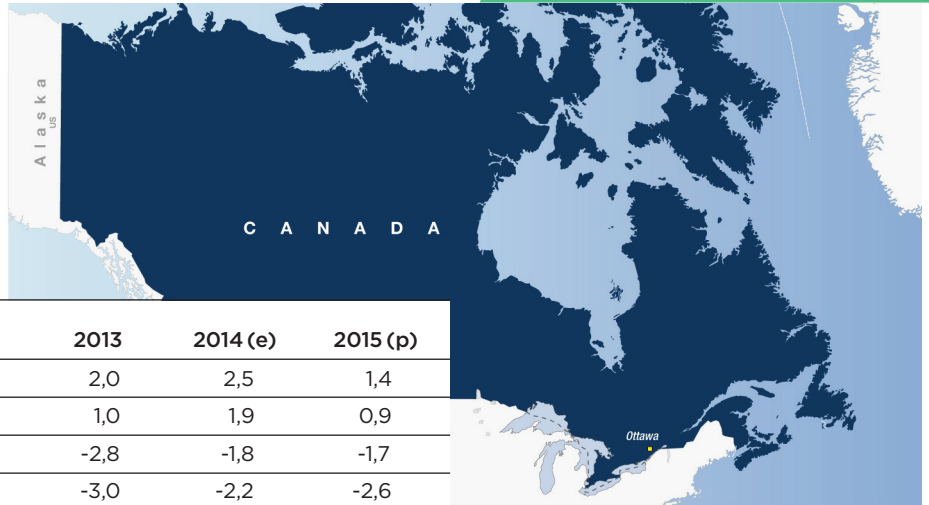 Alaska
US
CANADA
Ottawa
2013 2014 (e) 2015 (p)
2,0 2,5 1,4
1,0 1,9 0,9
-2,8 -1,8 -1,7
-3,0 -2,2 -2,6